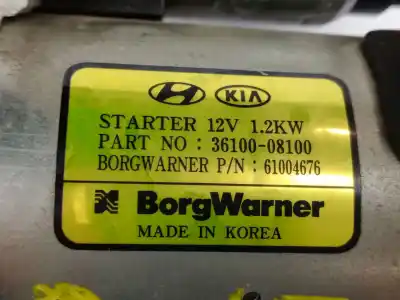 KIA
STARTER 12V 1.2KW
PART NO : 36100-08100
BORGWARNER P/N : 61004676
BorgWarner
MADE IN KOREA